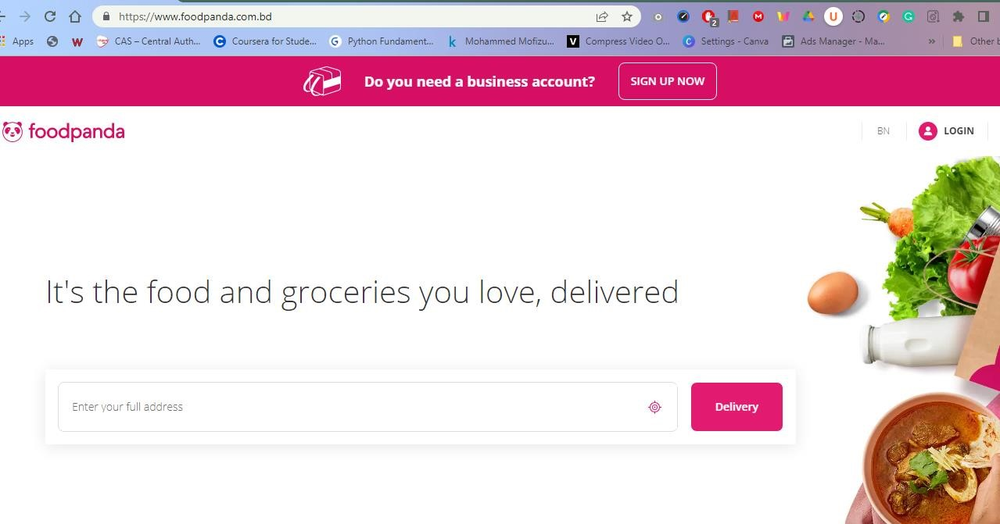 https://www.foodpanda.com.bd
2
M
U
G
Apps
W
CAS – Central Auth...
C
Coursera for Stude...
G
Python Fundament...
k
Mohammed Mofizu...
V
Compress Video O...
C
Settings - Canva
Ads Manager - Ma...
»
Other b
Do you need a business account?
SIGN UP NOW
foodpanda
BN
LOGIN
It's the food and groceries you love, delivered
Enter your full address
Delivery